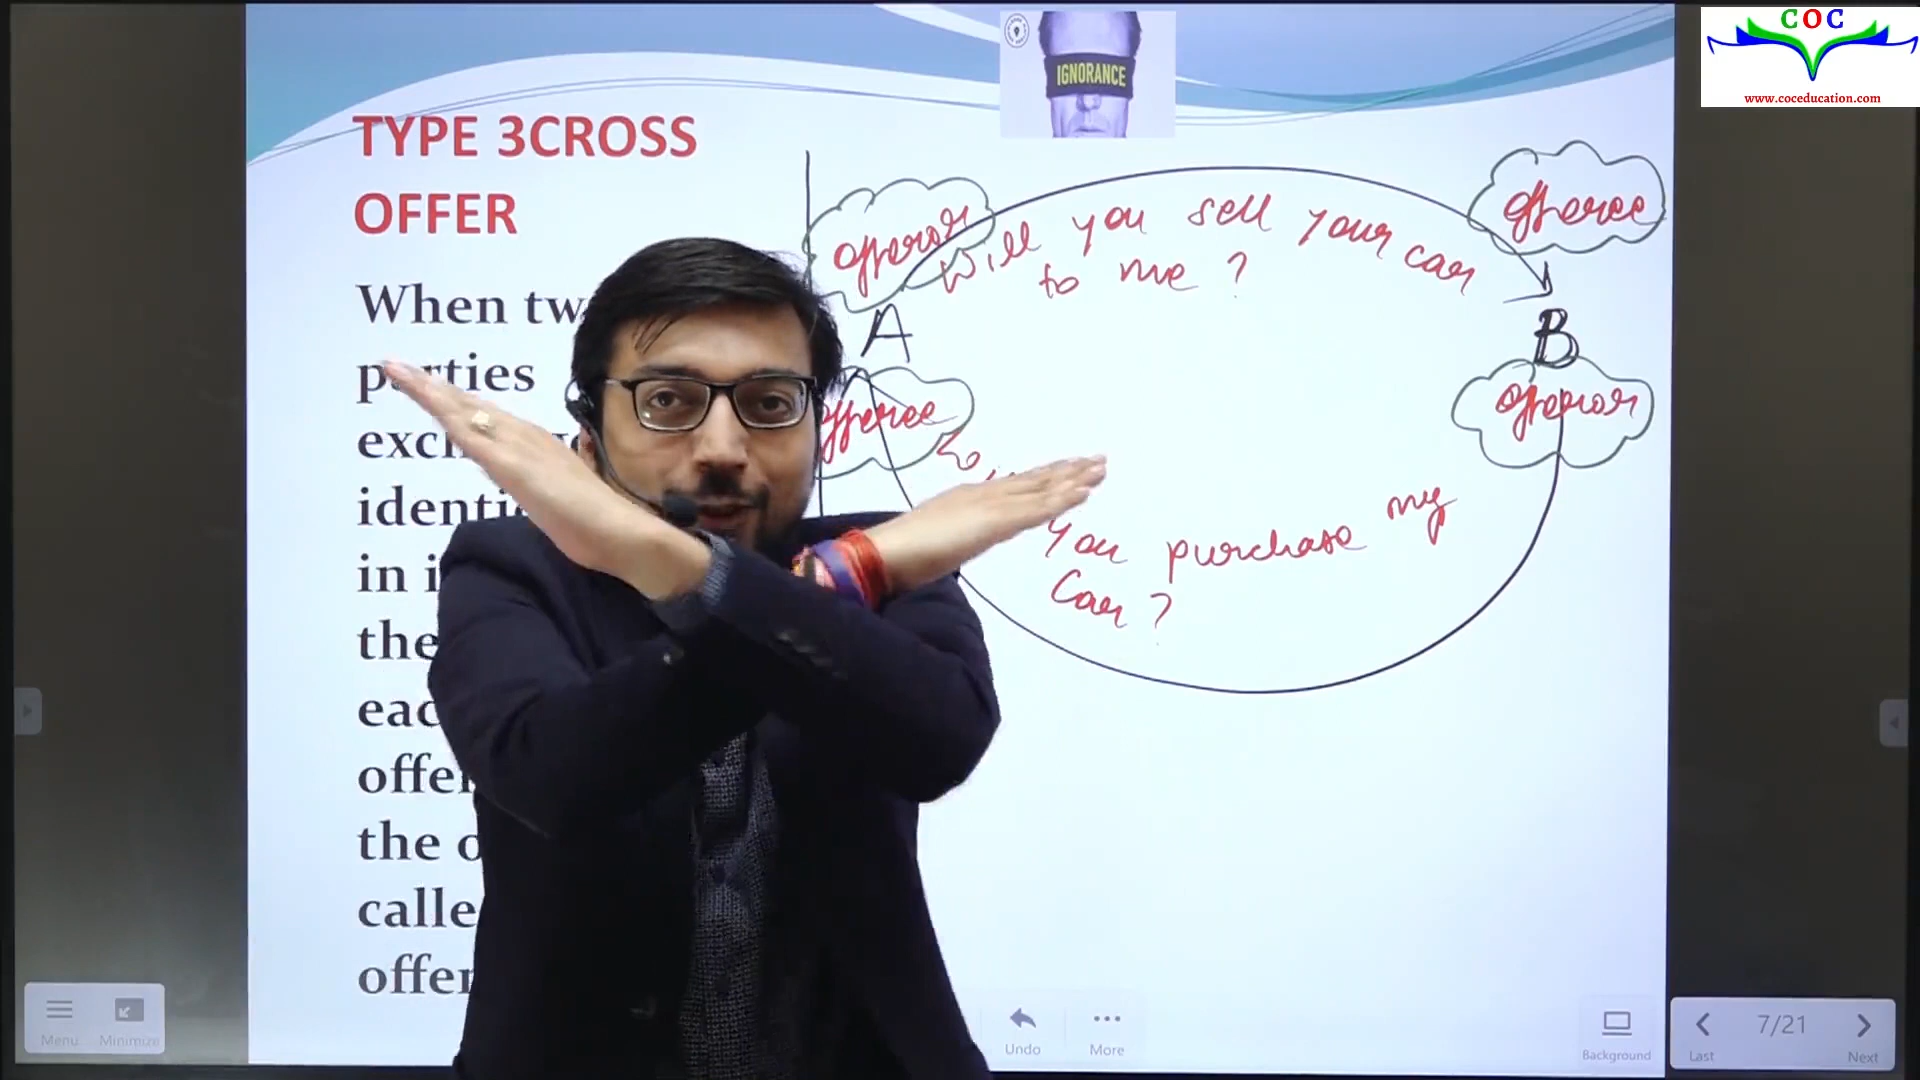 COC
www.coceducation.com
IGNORANCE
TYPE 3CROSS
OFFER
When tw
parties
identi
in i
the
eac
offer
the o
calle
offer
offeror
offeree
Will you sell your car
to me ?
A
B
offeree
offeror
You purchase my
Car ?
Menu
Minimize
Undo
More
Background
7/21
Last
Next